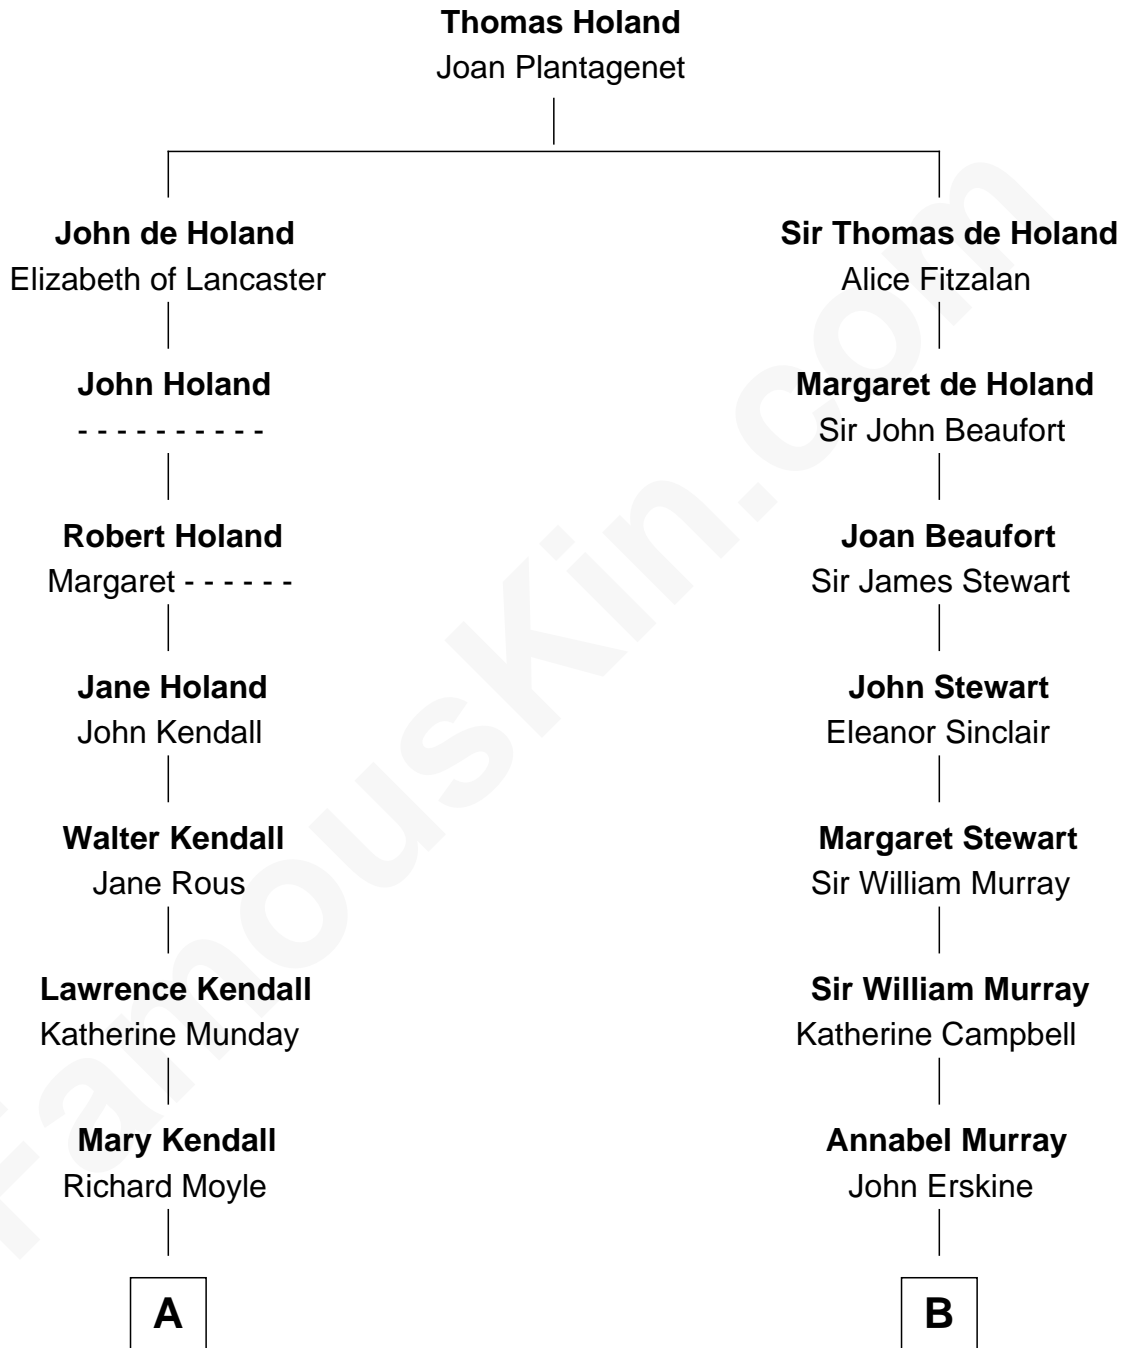 Thomas Holand
Joan Plantagenet
John de Holand
Elizabeth of Lancaster
John Holand
- - - - - - - - - -
Robert Holand
Margaret - - - - - -
Jane Holand
John Kendall
Walter Kendall
Jane Rous
Lawrence Kendall
Katherine Munday
Mary Kendall
Richard Moyle
A
Sir Thomas de Holand
Alice Fitzalan
Margaret de Holand
Sir John Beaufort
Joan Beaufort
Sir James Stewart
John Stewart
Eleanor Sinclair
Margaret Stewart
Sir William Murray
Sir William Murray
Katherine Campbell
Annabel Murray
John Erskine
B
FamousKin.com